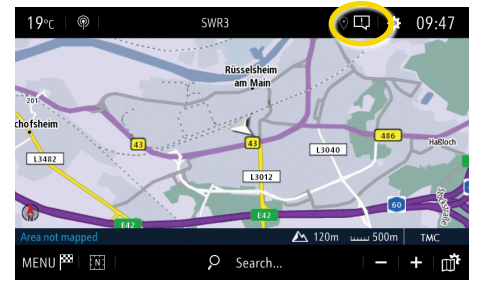 19°C
SWR3
09:47
Rüsselsheim
am Main
201
chofsheim
43
43
486
Haßloch
L3482
L3040
L3012
60
E42
E42
Area not mapped
120m
500m
TMC
MENU
N
Search...